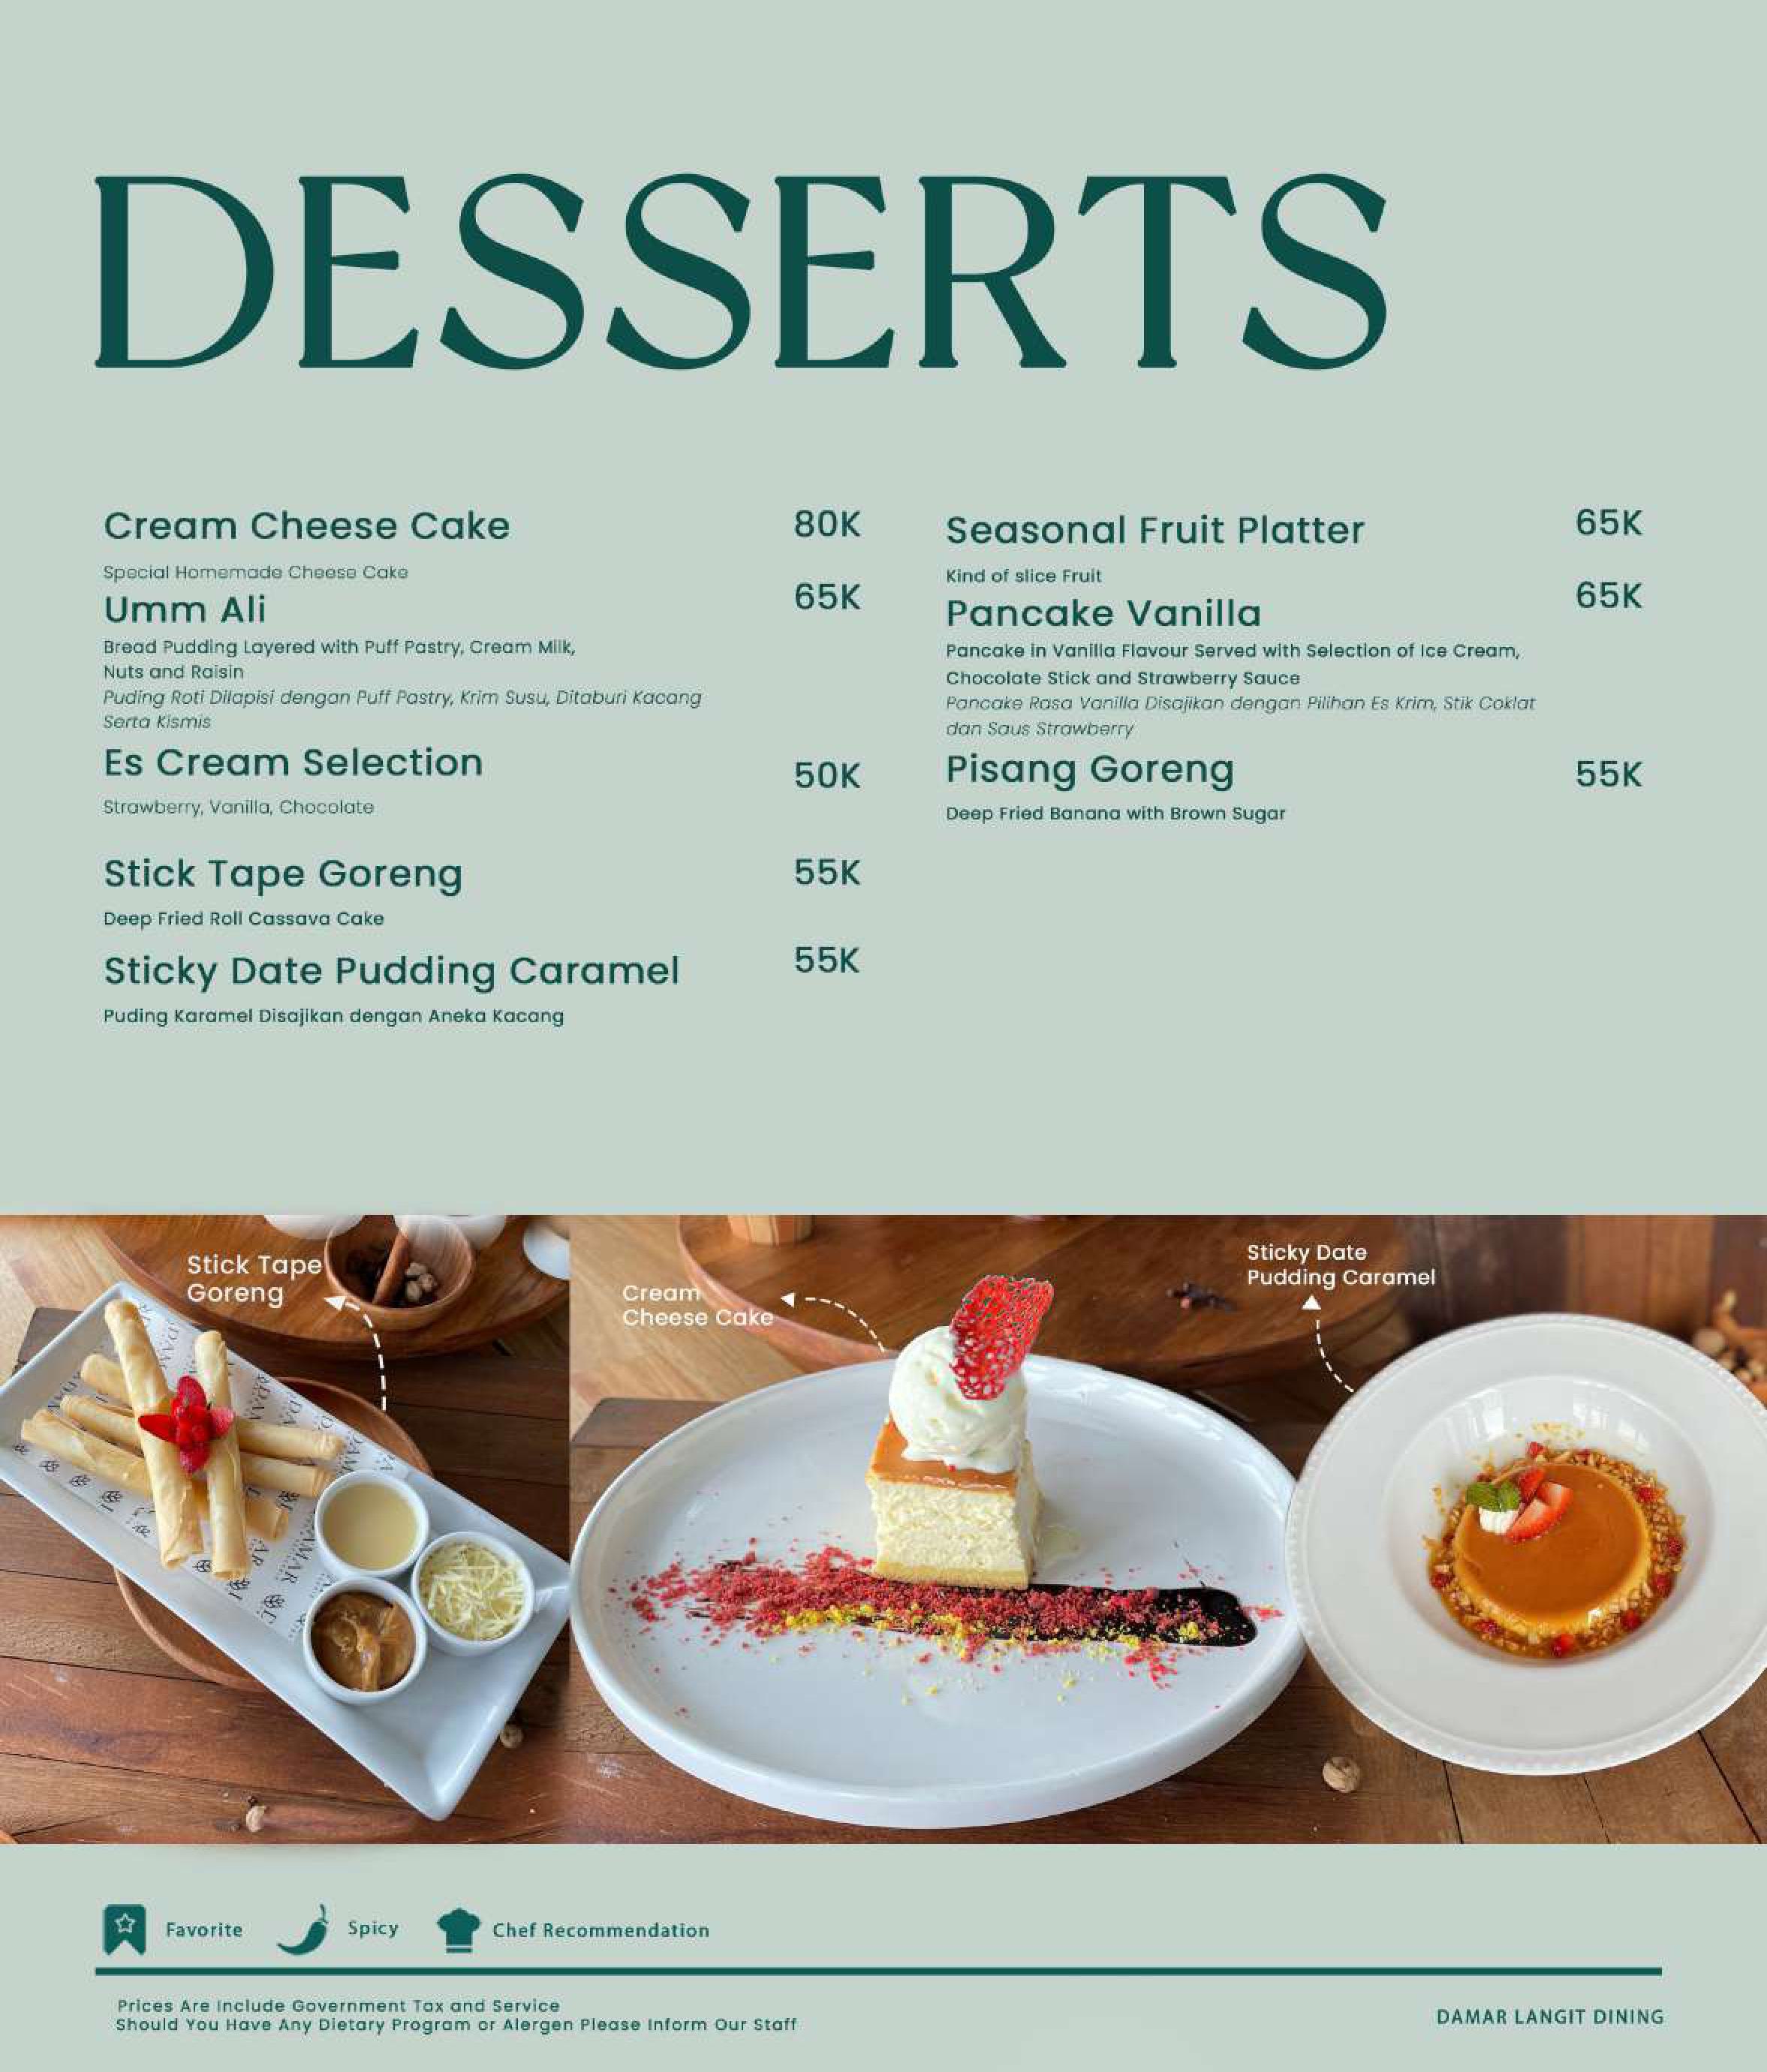 DESSERTS
Cream Cheese Cake 80K
Special Homemade Cheese Cake
Umm Ali 65K
Bread Pudding Layered with Puff Pastry, Cream Milk,
Nuts and Raisin
Puding Roti Dilapisi dengan Puff Pastry, Krim Susu, Ditaburi Kacang
Serta Kismis
Es Cream Selection 50K
Strawberry, Vanilla, Chocolate
Stick Tape Goreng 55K
Deep Fried Roll Cassava Cake
Sticky Date Pudding Caramel 55K
Puding Karamel Disajikan dengan Aneka Kacang
Seasonal Fruit Platter 65K
Kind of slice Fruit
Pancake Vanilla 65K
Pancake in Vanilla Flavour Served with Selection of Ice Cream,
Chocolate Stick and Strawberry Sauce
Pancake Rasa Vanilla Disajikan dengan Pilihan Es Krim, Stik Coklat
dan Saus Strawberry
Pisang Goreng 55K
Deep Fried Banana with Brown Sugar
Stick Tape
Goreng
Cream
Cheese Cake
Sticky Date
Pudding Caramel
Favorite
Spicy
Chef Recommendation
Prices Are Include Government Tax and Service
Should You Have Any Dietary Program or Alergen Please Inform Our Staff
DAMAR LANGIT DINING